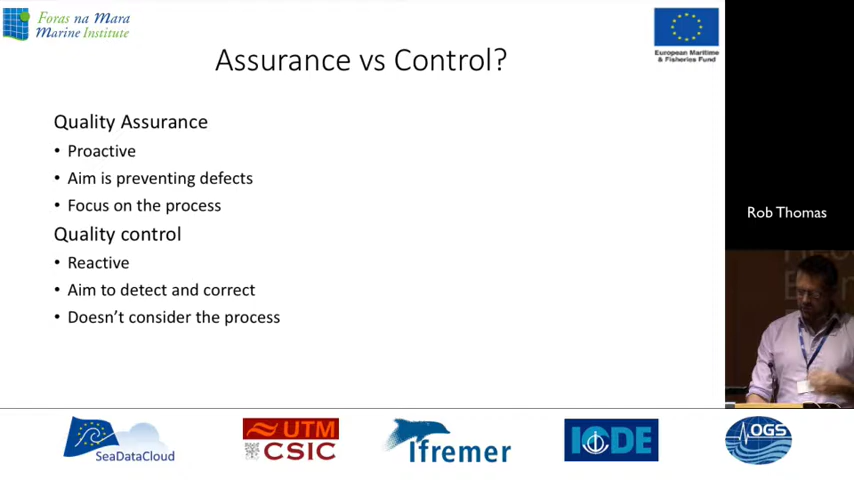 Foras na Mara
Marine Institute
European Maritime
& Fisheries Fund
Assurance vs Control?
Quality Assurance
• Proactive
• Aim is preventing defects
• Focus on the process
Quality control
• Reactive
• Aim to detect and correct
• Doesn't consider the process
Rob Thomas
SeaDataCloud
UTM
CSIC
Ifremer
IODE
OGS